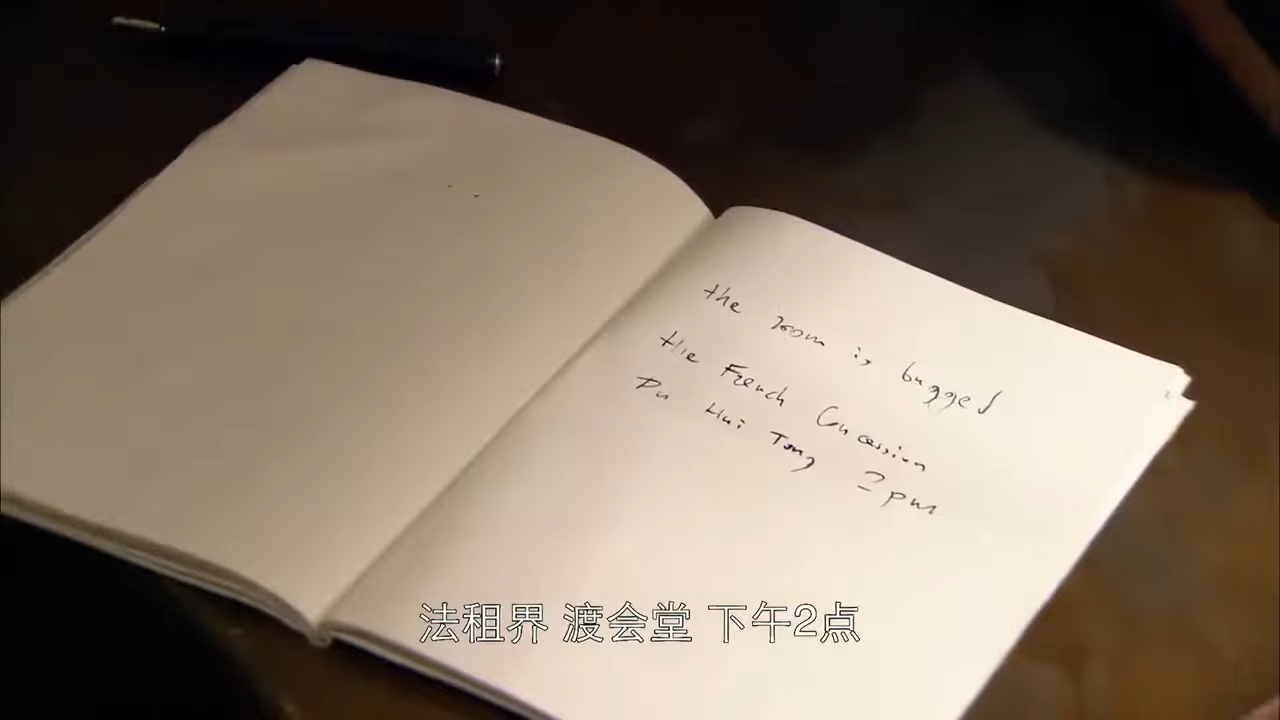 the room is bugged
the French Concession
Du Hui Tong 2pm
法租界 渡会堂 下午2点